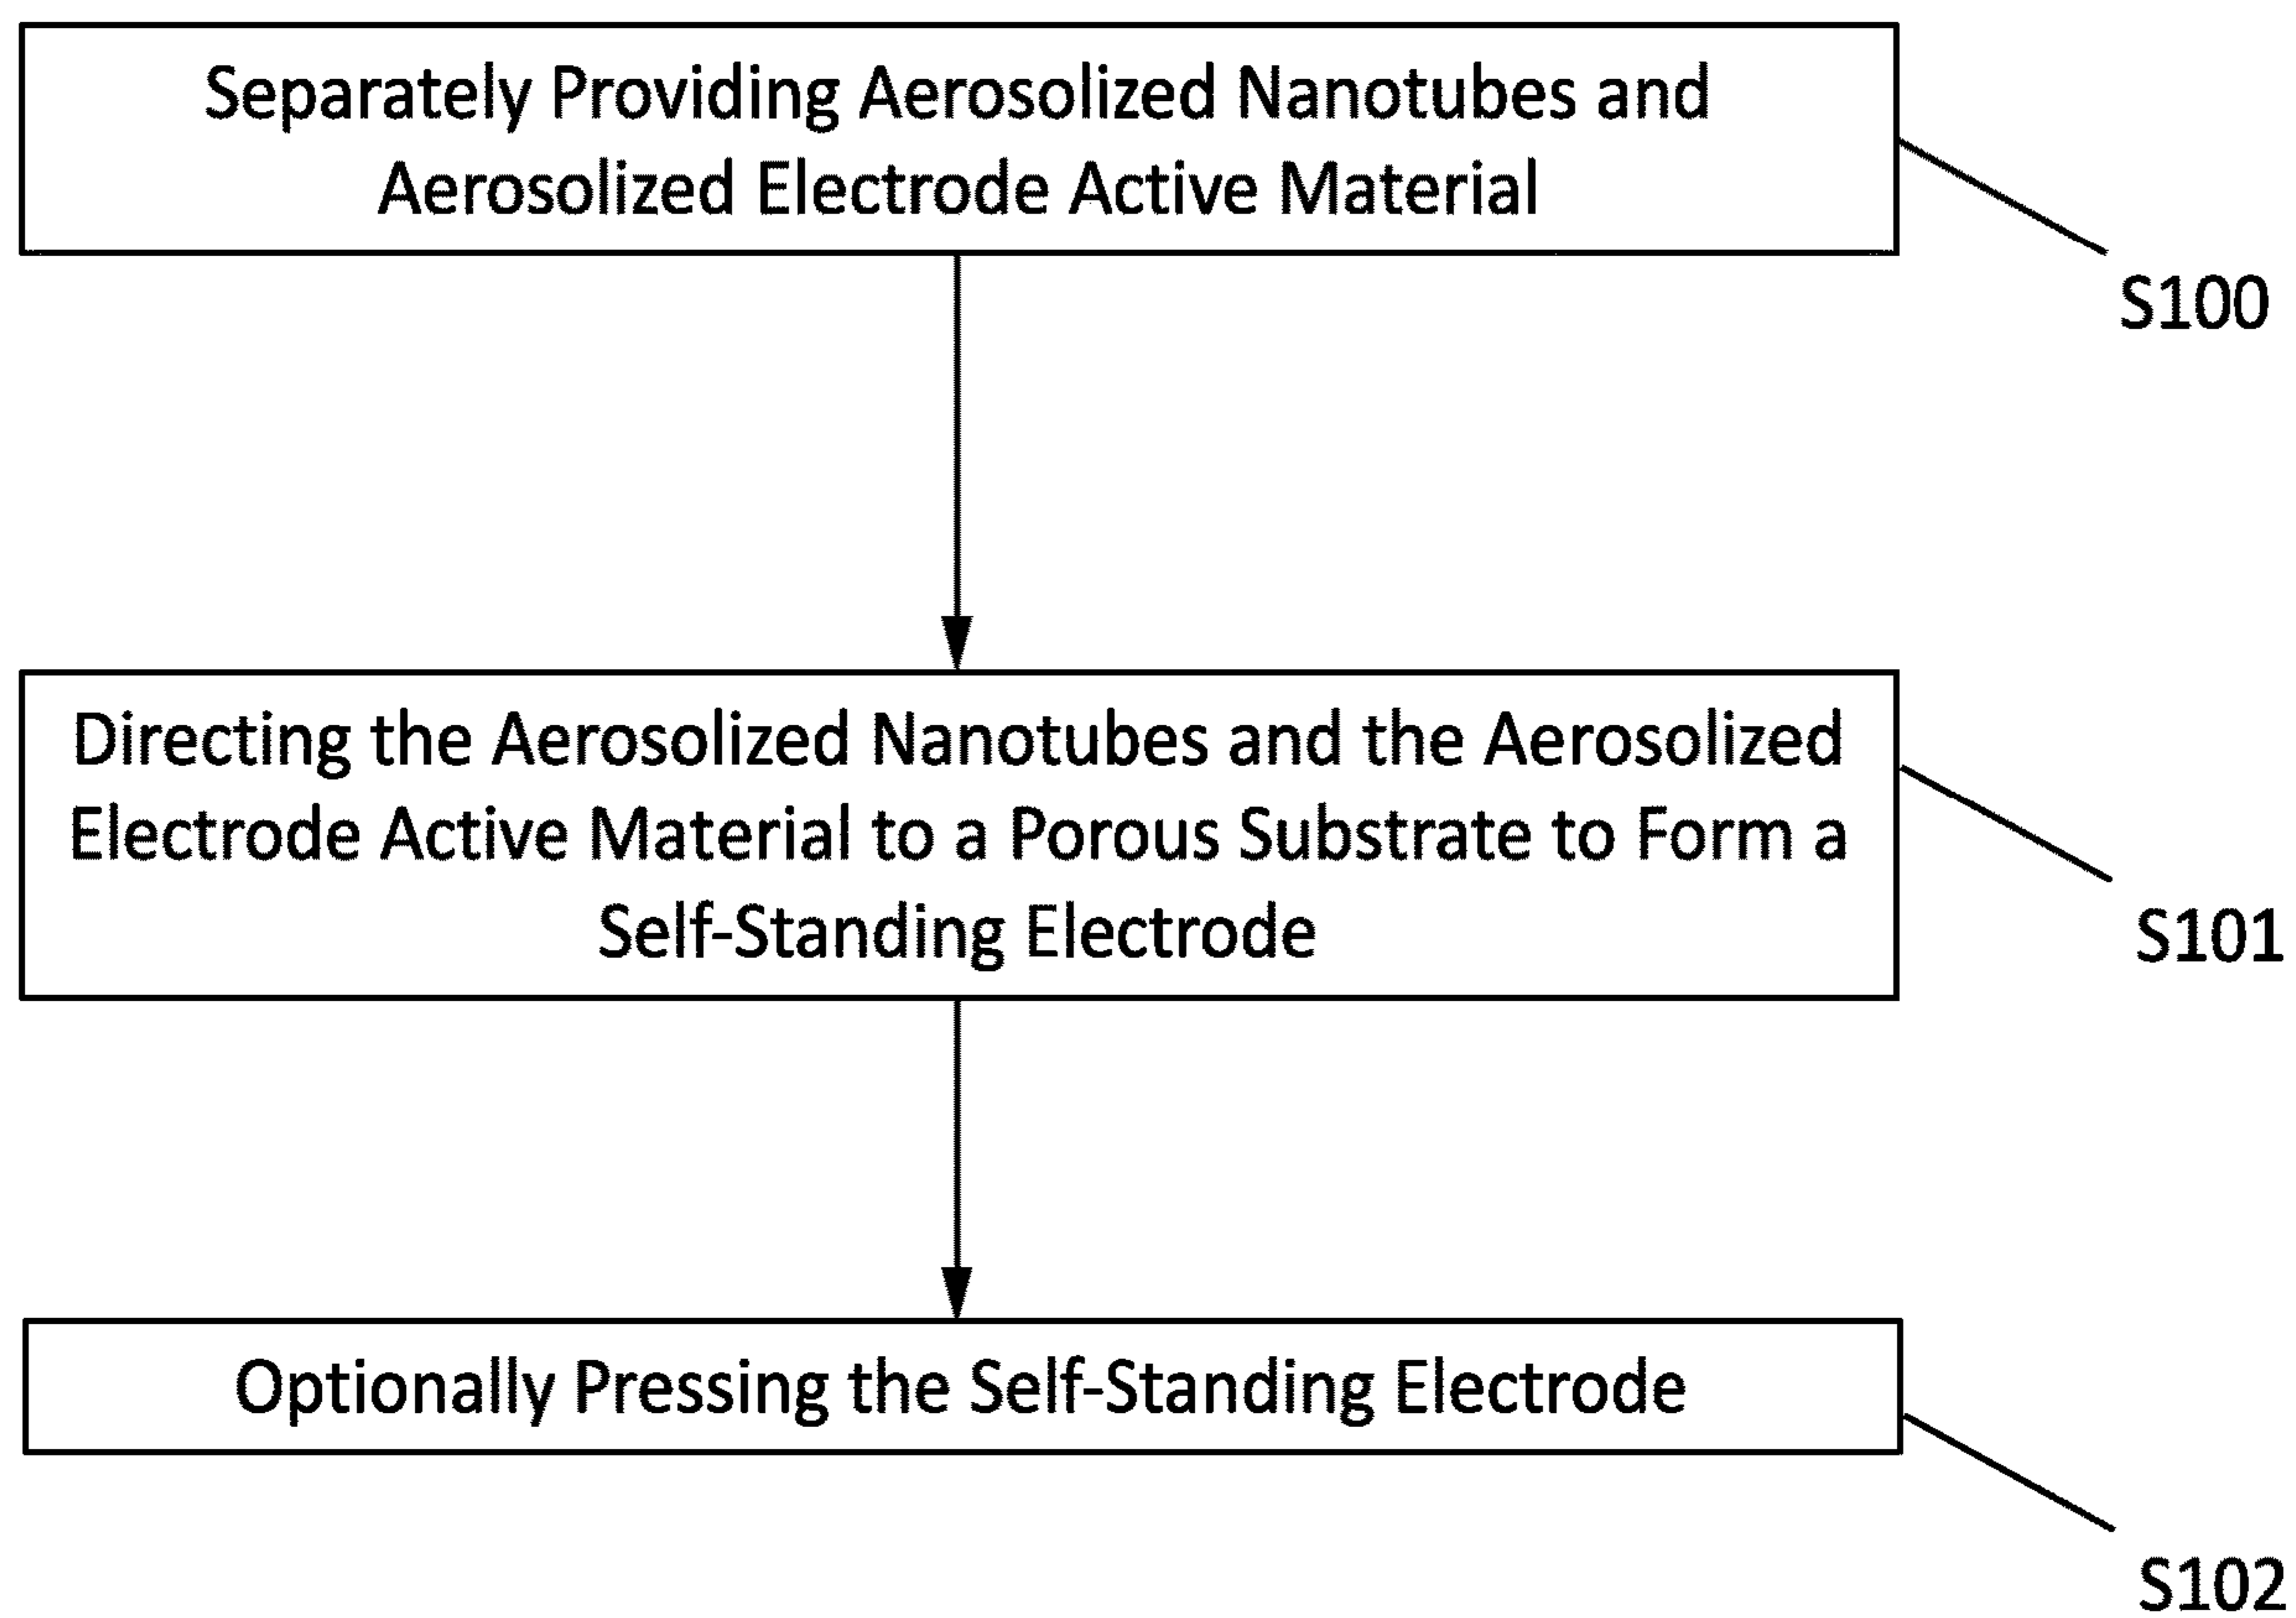 Separately Providing Aerosolized Nanotubes and
Aerosolized Electrode Active Material
S100
Directing the Aerosolized Nanotubes and the Aerosolized
Electrode Active Material to a Porous Substrate to Form a
Self-Standing Electrode
S101
Optionally Pressing the Self-Standing Electrode
S102